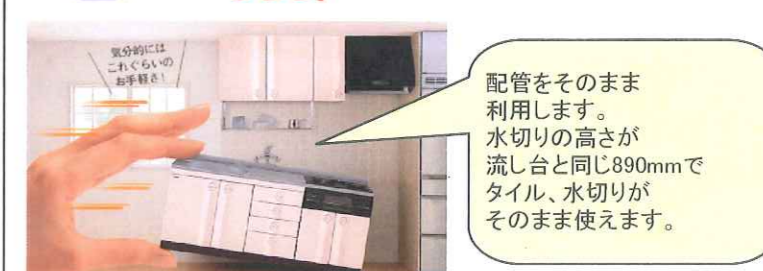 気分的には
これぐらいの
お手軽さ！
配管をそのまま
利用します。
水切りの高さが
流し台と同じ890mmで
タイル、水切りが
そのまま使えます。